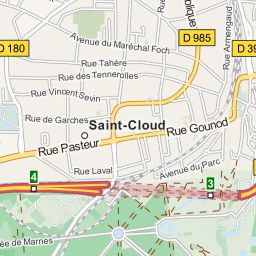 D 985
Avenue du Maréchal Foch
D 180
Rue Armengaud
D 39
Rue Tahère
Rue des Tennerolles
Rue Vincent Sevin
Rue de Garches
Saint-Cloud
Rue Gounod
Rue Pasteur
Rue Laval
Avenue du Parc
4
3
ée de Marnes